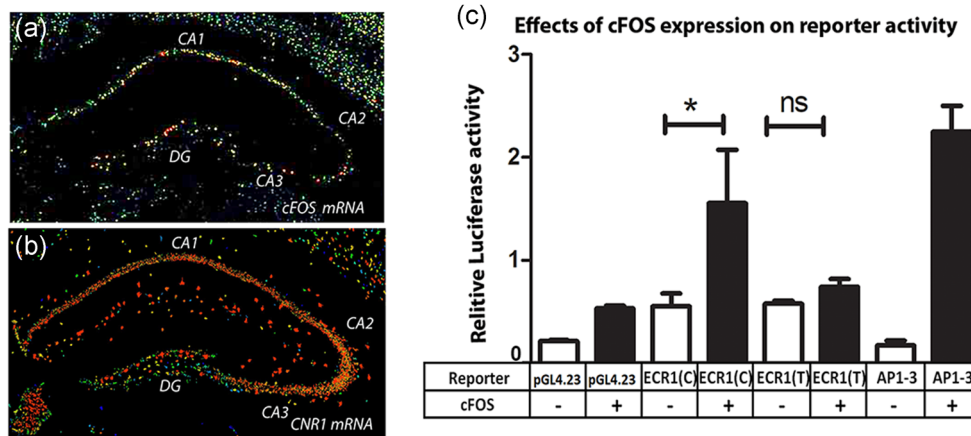 (a)
CA1
CA2
DG
CA3
cFOS mRNA
(b)
CA1
CA2
DG
CA3
CNR1 mRNA
(c)
Effects of cFOS expression on reporter activity
Relitive Luciferase activity
3
2
1
0
*
ns
Reporter pGL4.23 pGL4.23 ECR1(C) ECR1(C) ECR1(T) ECR1(T) AP1-3 AP1-3
cFOS - + - + - + - +